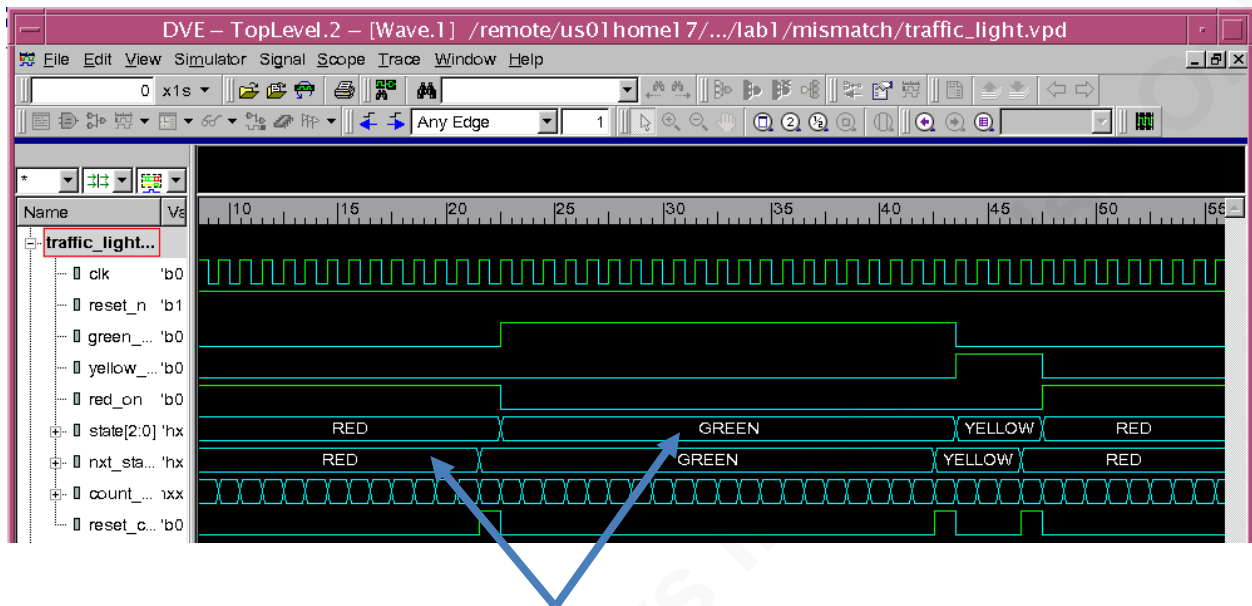 DVE – TopLevel.2 – [Wave.1] /remote/us01home17/.../lab1/mismatch/traffic_light.vpd
File Edit View Simulator Signal Scope Trace Window Help
0 x1s
Any Edge 1
*
Name Va
10 15 20 25 30 35 40 45 50 55
traffic_light...
clk 'b0
reset_n 'b1
green_... 'b0
yellow_... 'b0
red_on 'b0
state[2:0] 'hx RED GREEN YELLOW RED
nxt_sta... 'hx RED GREEN YELLOW RED
count_... xx
reset_c... 'b0